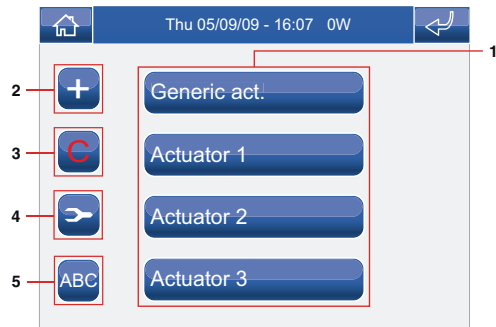 Thu 05/09/09 - 16:07 0W
1
2
+
Generic act.
3
C
Actuator 1
4
Actuator 2
5
ABC
Actuator 3